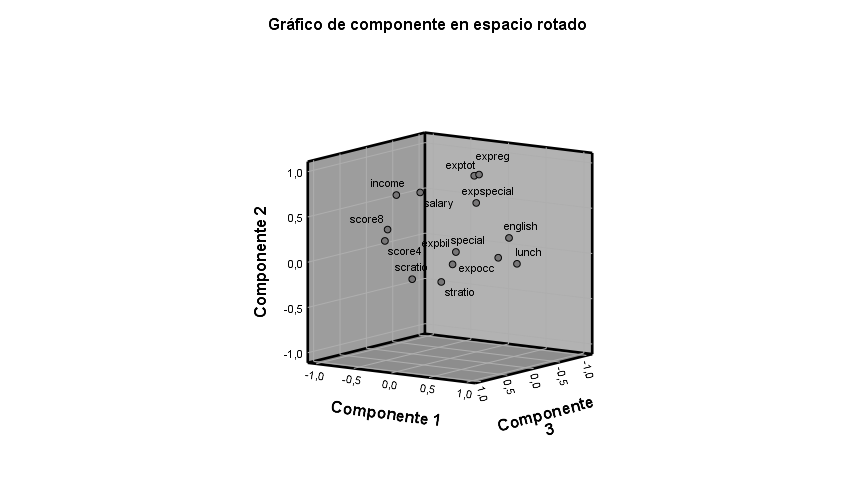 Gráfico de componente en espacio rotado
expreg
exptot
income
expspecial
salary
score8
english
expbil
special
score4
lunch
scratio
expocc
stratio
Componente 2
1,0
0,5
0,0
-0,5
-1,0
-1,0
-0,5
0,0
0,5
1,0
Componente 1
1,0
0,5
0,0
-0,5
-1,0
Componente
3